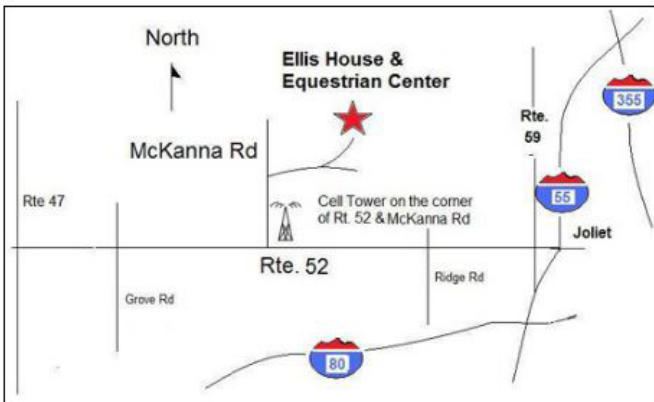 North
Ellis House &
Equestrian Center
355
Rte.
59
McKanna Rd
Rte 47
55
Cell Tower on the corner
of Rt. 52 & McKanna Rd
Joliet
Rte. 52
Ridge Rd
Grove Rd
80